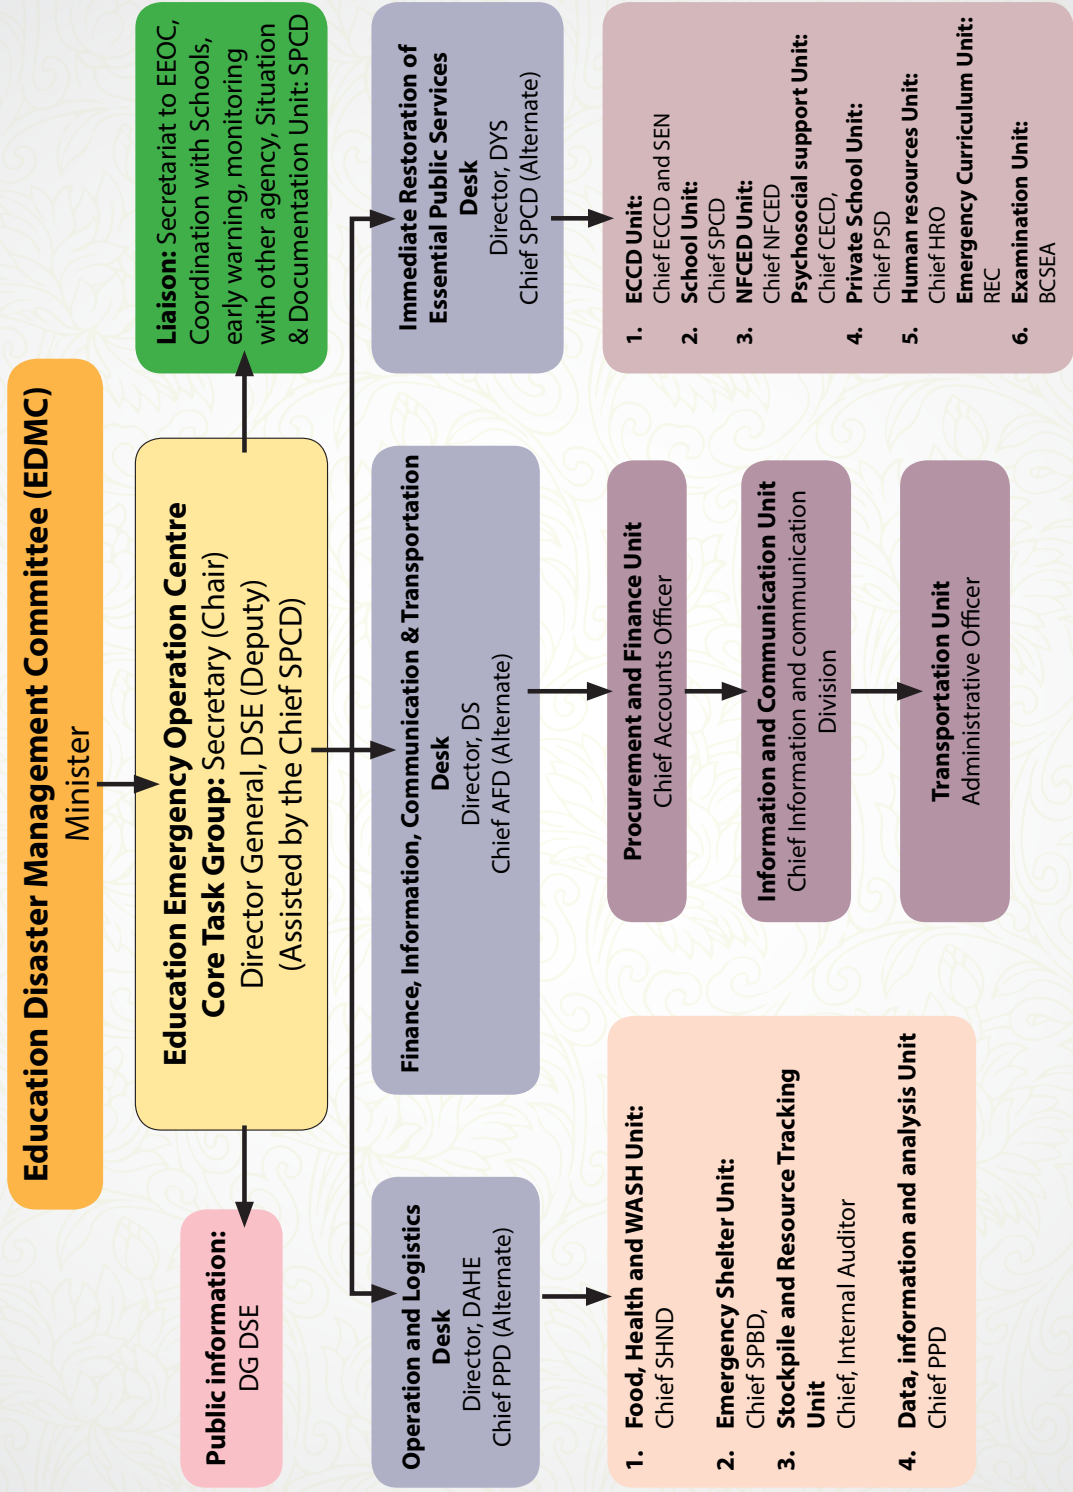 Education Disaster Management Committee (EDMC)
Minister
Education Emergency Operation Centre
Core Task Group: Secretary (Chair)
Director General, DSE (Deputy)
(Assisted by the Chief SPCD)
Public information:
DG DSE
Liaison: Secretariat to EEOC,
Coordination with Schools,
early warning, monitoring
with other agency, Situation
& Documentation Unit: SPCD
Operation and Logistics
Desk
Director, DAHE
Chief PPD (Alternate)
Finance, Information, Communication & Transportation
Desk
Director, DS
Chief AFD (Alternate)
Immediate Restoration of
Essential Public Services
Desk
Director, DYS
Chief SPCD (Alternate)
1. Food, Health and WASH Unit:
Chief SHND
2. Emergency Shelter Unit:
Chief SPBD,
3. Stockpile and Resource Tracking
Unit
Chief, Internal Auditor
4. Data, information and analysis Unit
Chief PPD
Procurement and Finance Unit
Chief Accounts Officer
Information and Communication Unit
Chief Information and communication
Division
Transportation Unit
Administrative Officer
1. ECCD Unit:
Chief ECCD and SEN
2. School Unit:
Chief SPCD
3. NFCED Unit:
Chief NFCED
Psychosocial support Unit:
Chief CECD,
4. Private School Unit:
Chief PSD
5. Human resources Unit:
Chief HRO
Emergency Curriculum Unit:
REC
6. Examination Unit:
BCSEA